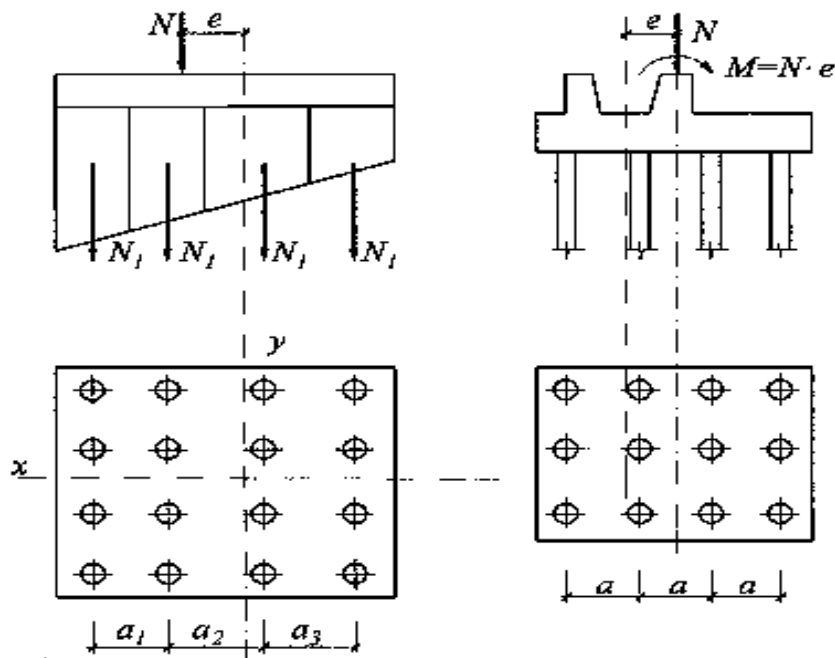 N e
N₁ N₁ N₁ N₁
y
x
a₁ a₂ a₃
e N
M=N·e
a a a